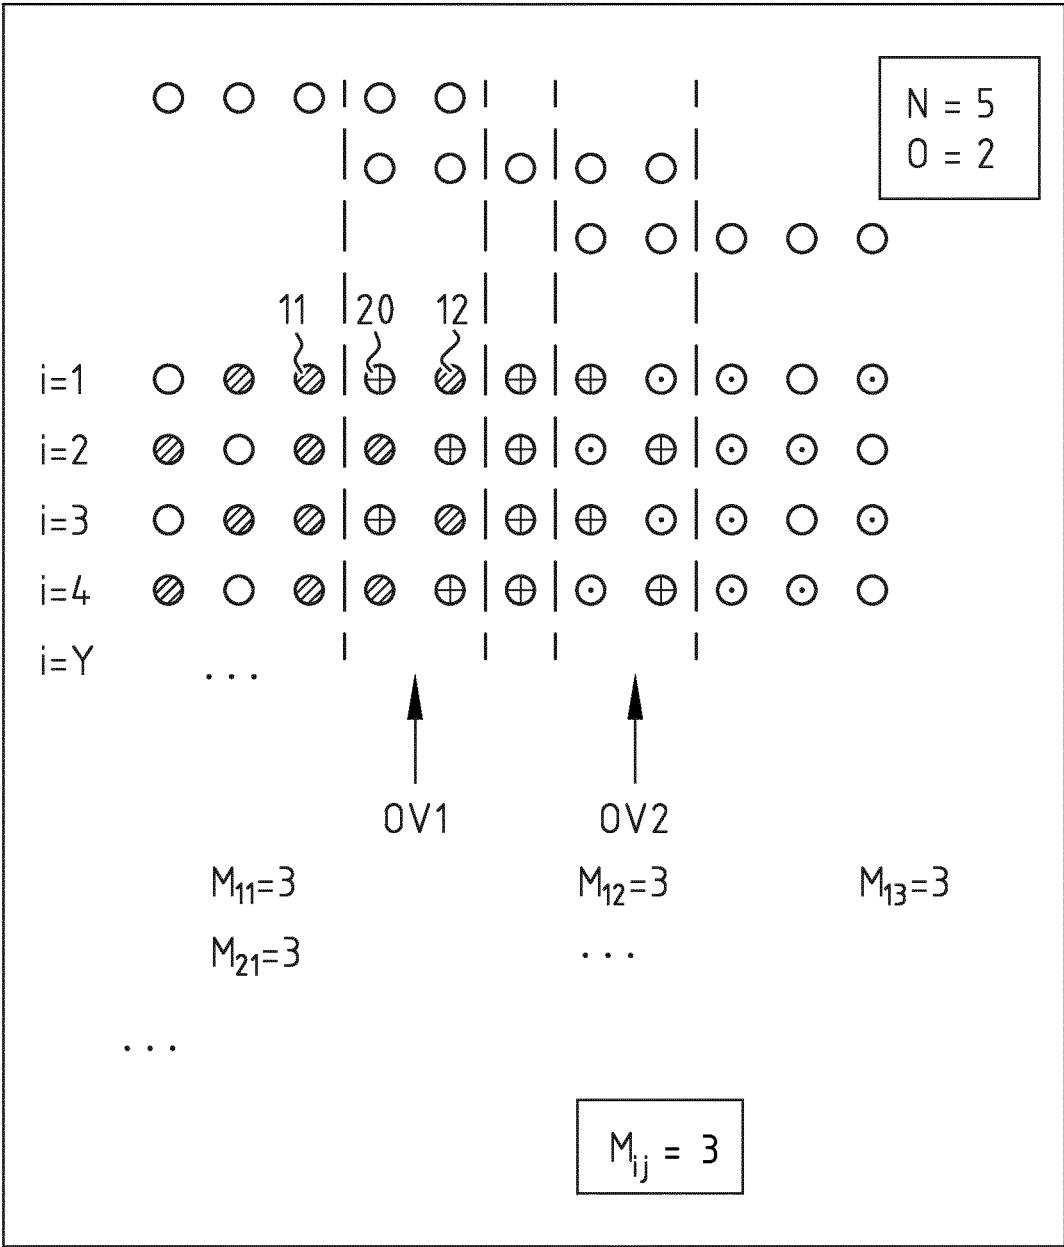 N = 5
O = 2
11 20 12
i=1
i=2
i=3
i=4
i=Y
...
OV1 OV2
M11=3 M12=3 M13=3
M21=3 ...
...
Mij = 3